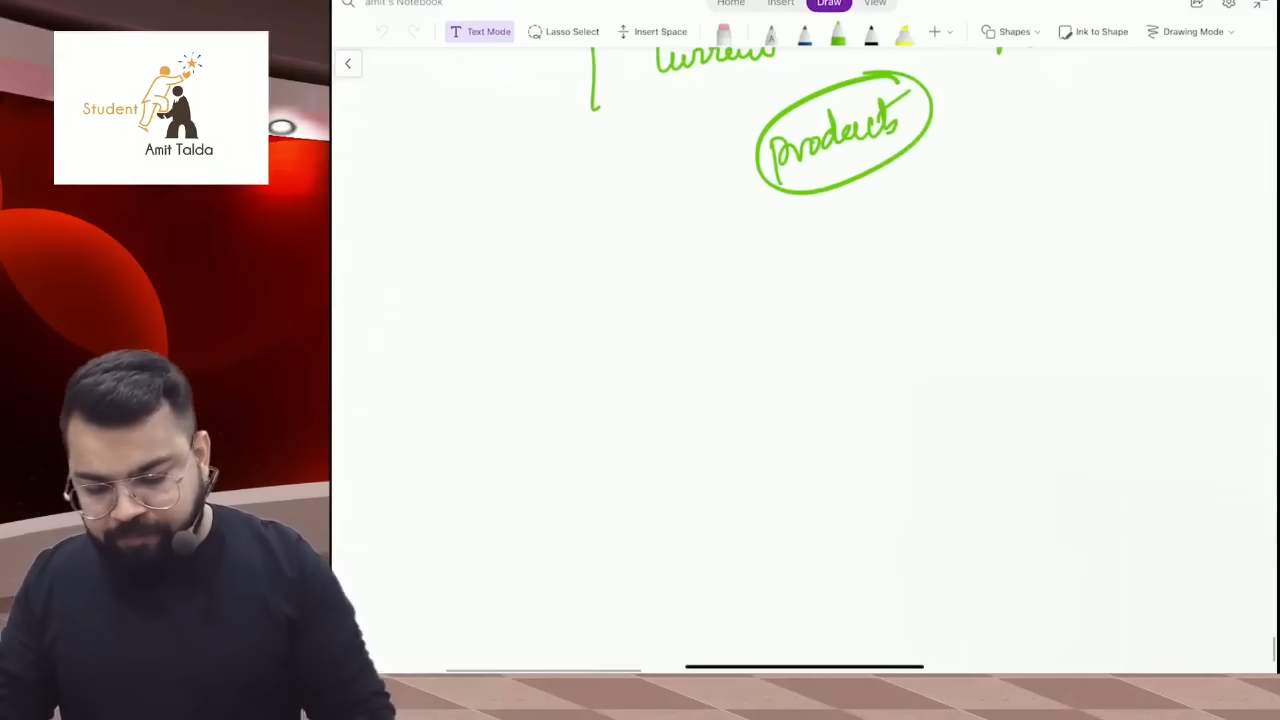 amit's Notebook
Home Insert Draw View
Text Mode Lasso Select Insert Space Shapes Ink to Shape Drawing Mode
Current
products
Student
Amit Talda